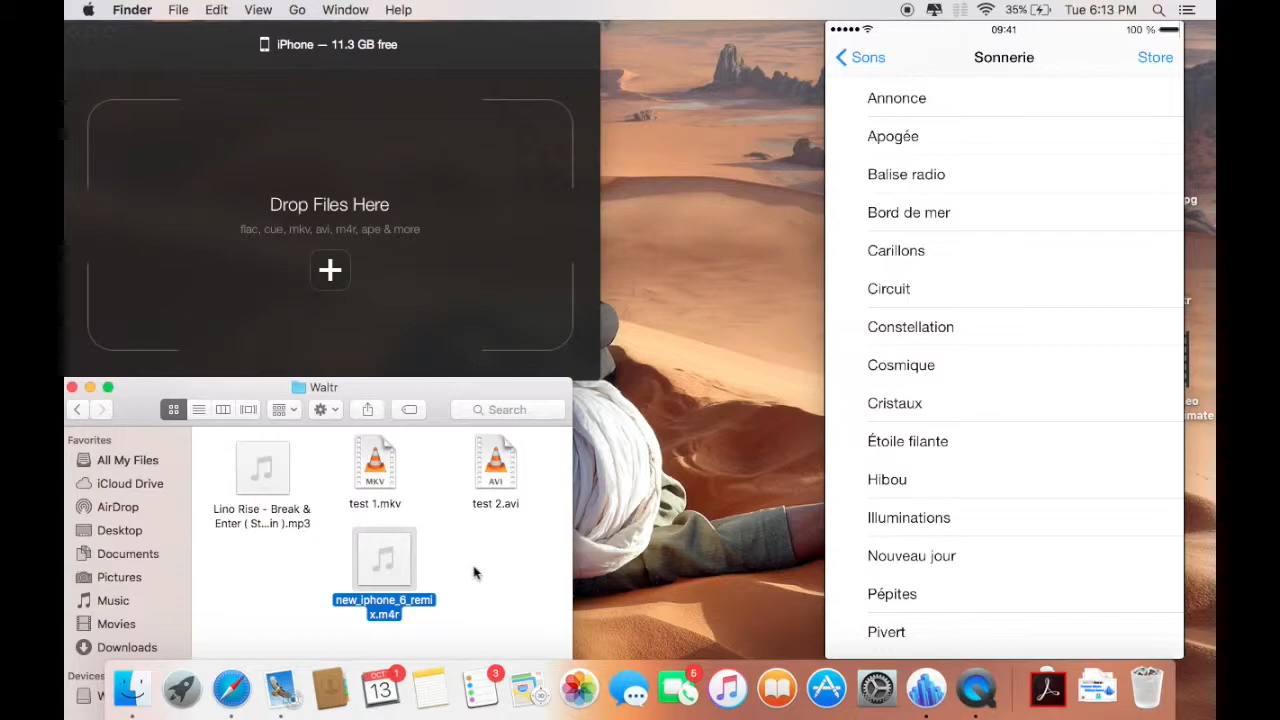 Finder File Edit View Go Window Help
35% Tue 6:13 PM
iPhone — 11.3 GB free
Drop Files Here
flac, cue, mkv, avi, m4r, ape & more
Waltr
Search
Favorites
All My Files
iCloud Drive
AirDrop
Desktop
Documents
Pictures
Music
Movies
Downloads
Devices
Lino Rise - Break &
Enter ( St...in ).mp3
MKV
test 1.mkv
AVI
test 2.avi
new_iphone_6_remi
x.m4r
09:41
100 %
Sons
Sonnerie
Store
Annonce
Apogée
Balise radio
Bord de mer
Carillons
Circuit
Constellation
Cosmique
Cristaux
Étoile filante
Hibou
Illuminations
Nouveau jour
Pépites
Pivert
OCT
13
1
3
5